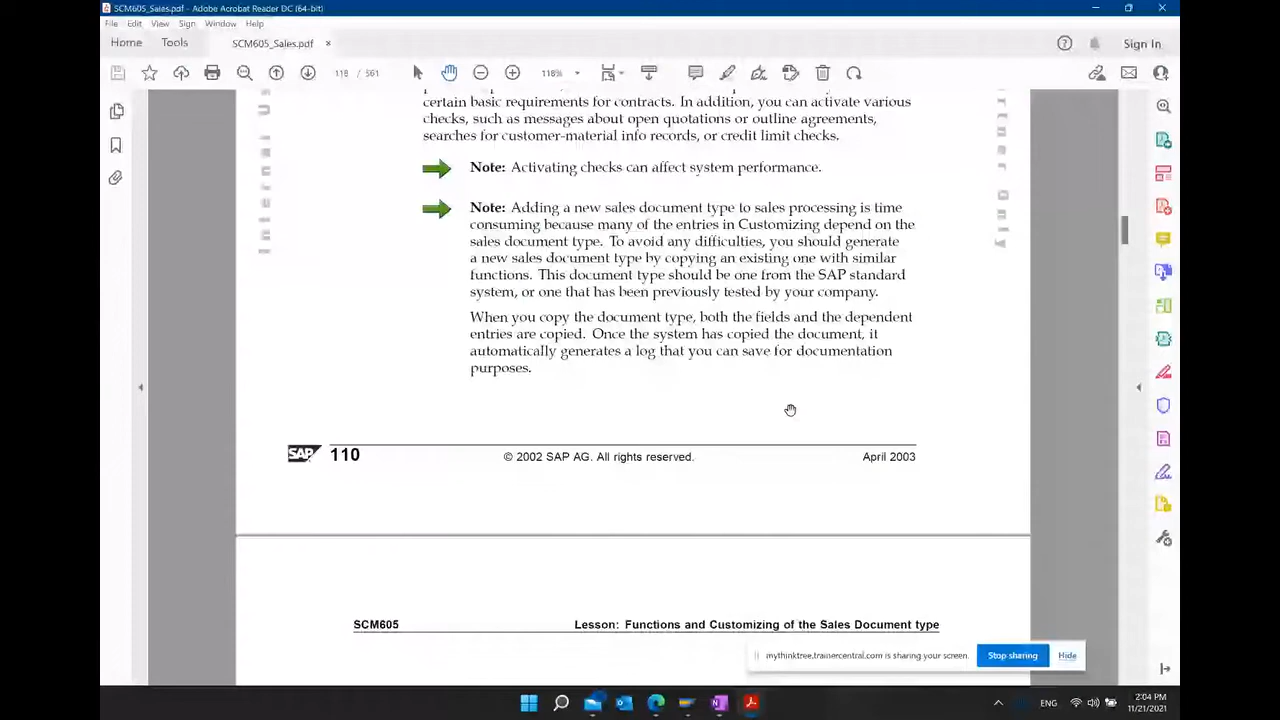 SCM605_Sales.pdf - Adobe Acrobat Reader DC (64-bit)
File Edit View Sign Window Help
Home Tools SCM605_Sales.pdf × Sign In
118 / 391 118%
certain basic requirements for contracts. In addition, you can activate various
checks, such as messages about open quotations or outline agreements,
searches for customer-material info records, or credit limit checks.
Note: Activating checks can affect system performance.
Note: Adding a new sales document type to sales processing is time
consuming because many of the entries in Customizing depend on the
sales document type. To avoid any difficulties, you should generate
a new sales document type by copying an existing one with similar
functions. This document type should be one from the SAP standard
system, or one that has been previously tested by your company.
When you copy the document type, both the fields and the dependent
entries are copied. Once the system has copied the document, it
automatically generates a log that you can save for documentation
purposes.
SAP 110 © 2002 SAP AG. All rights reserved. April 2003
SCM605 Lesson: Functions and Customizing of the Sales Document type
mythinktree.trainercentral.com is sharing your screen. Stop sharing Hide
ENG 2:04 PM
11/21/2021